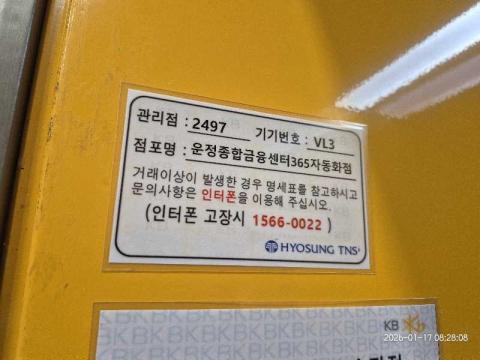 관리점 : 2497 기기번호 : VL3
점포명 : 운정종합금융센터365자동화점
거래이상이 발생한 경우 명세표를 참고하시고
문의사항은 인터폰을 이용해 주십시오.
(인터폰 고장시 1566-0022 )
HYOSUNG TNS
KB
2026-01-17 08:28:08